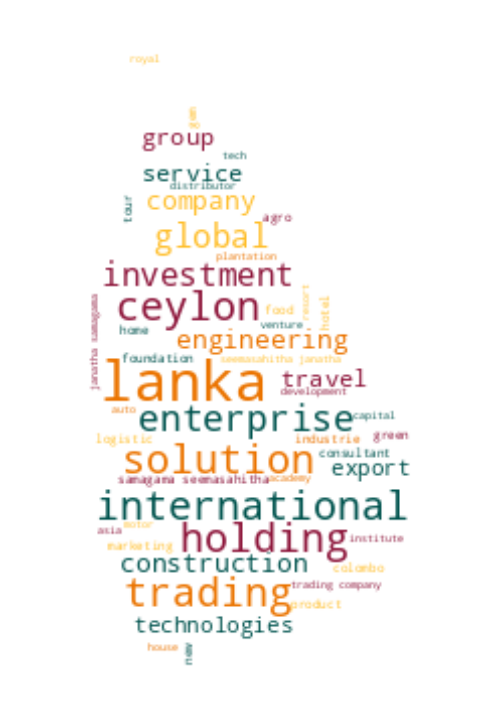 royal
group
tech
service
distributor
tour
company
agro
global
plantation
investment
ceylon
food
resort
hotel
janatha samagama
home
venture
engineering
foundation
seemasahitha janatha
lanka
travel
development
auto
enterprise
capital
logistic
industrie
green
solution
consultant
export
samagama seemasahitha
academy
international
asia
motor
holding
institute
marketing
construction
colombo
trading
trading company
product
technologies
house
new